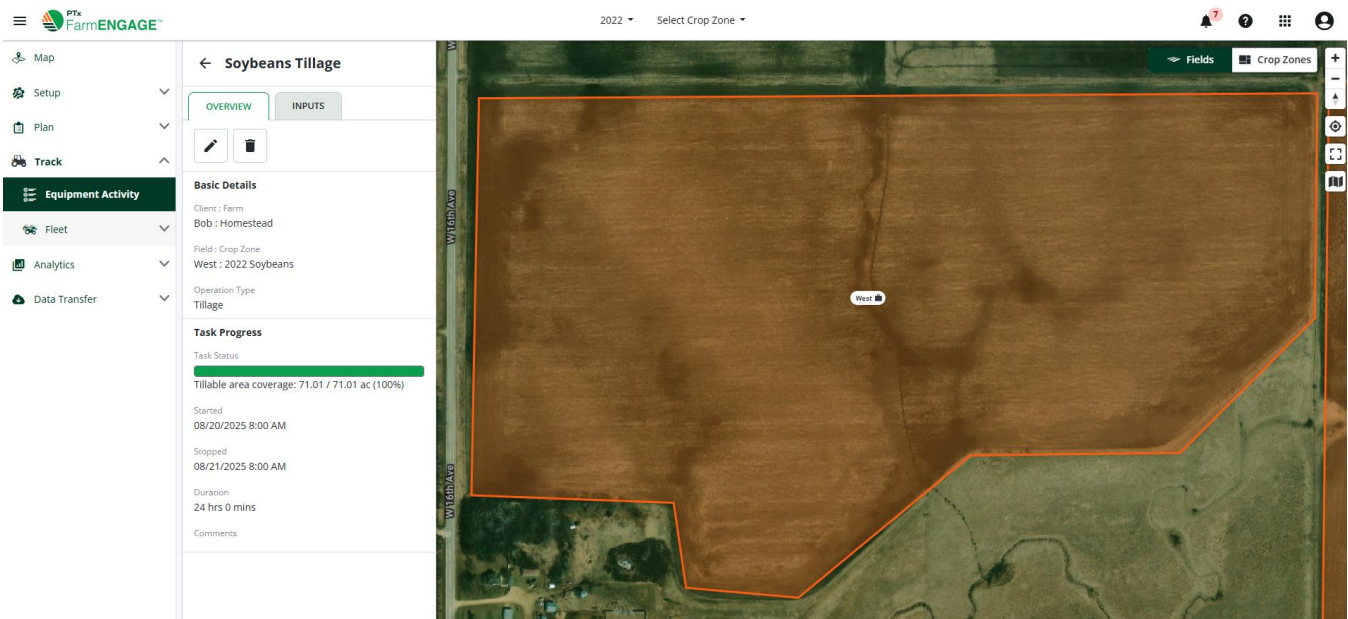 PTx
FarmENGAGE™
2022
Select Crop Zone
7
Map
Setup
Plan
Track
Equipment Activity
Fleet
Analytics
Data Transfer
Soybeans Tillage
OVERVIEW
INPUTS
Basic Details
Client : Farm
Bob : Homestead
Field : Crop Zone
West : 2022 Soybeans
Operation Type
Tillage
Task Progress
Task Status
Tillable area coverage: 71.01 / 71.01 ac (100%)
Started
08/20/2025 8:00 AM
Stopped
08/21/2025 8:00 AM
Duration
24 hrs 0 mins
Comments
Fields
Crop Zones
W 16th Ave
West
W 16th Ave